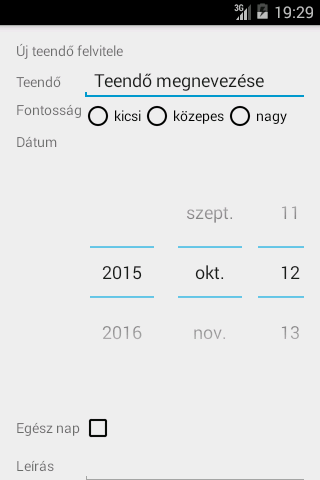 3G 19:29
Új teendő felvitele
Teendő Teendő megnevezése
Fontosság kicsi közepes nagy
Dátum
szept. 11
2015 okt. 12
2016 nov. 13
Egész nap
Leírás